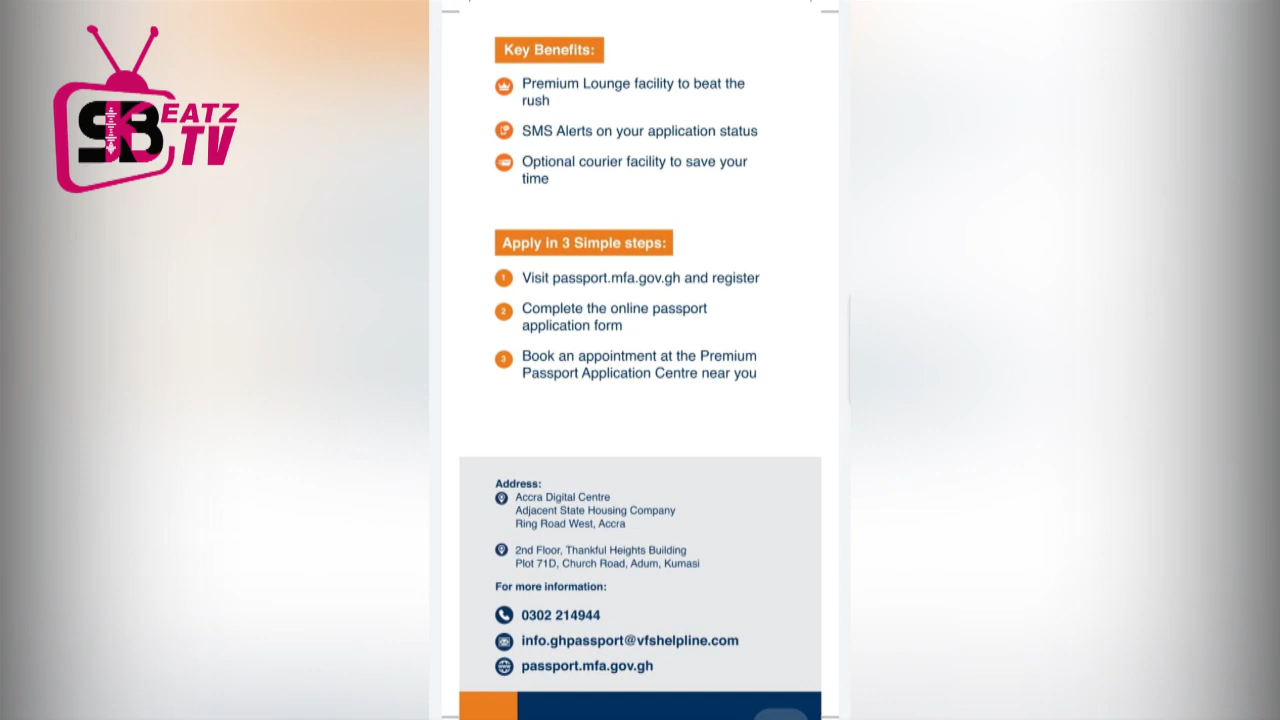 SKBEATZ
TV
Key Benefits:
Premium Lounge facility to beat the
rush
SMS Alerts on your application status
Optional courier facility to save your
time
Apply in 3 Simple steps:
1 Visit passport.mfa.gov.gh and register
2 Complete the online passport
application form
3 Book an appointment at the Premium
Passport Application Centre near you
Address:
Accra Digital Centre
Adjacent State Housing Company
Ring Road West, Accra
2nd Floor, Thankful Heights Building
Plot 71D, Church Road, Adum, Kumasi
For more information:
0302 214944
info.ghpassport@vfshelpline.com
www passport.mfa.gov.gh